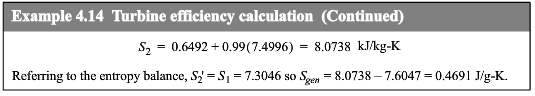 Example 4.14 Turbine efficiency calculation (Continued)
S₂ = 0.6492 + 0.99(7.4996) = 8.0738 kJ/kg-K
Referring to the entropy balance, S₂′ = S₁ = 7.3046 so Sgen = 8.0738 – 7.6047 = 0.4691 J/g-K.